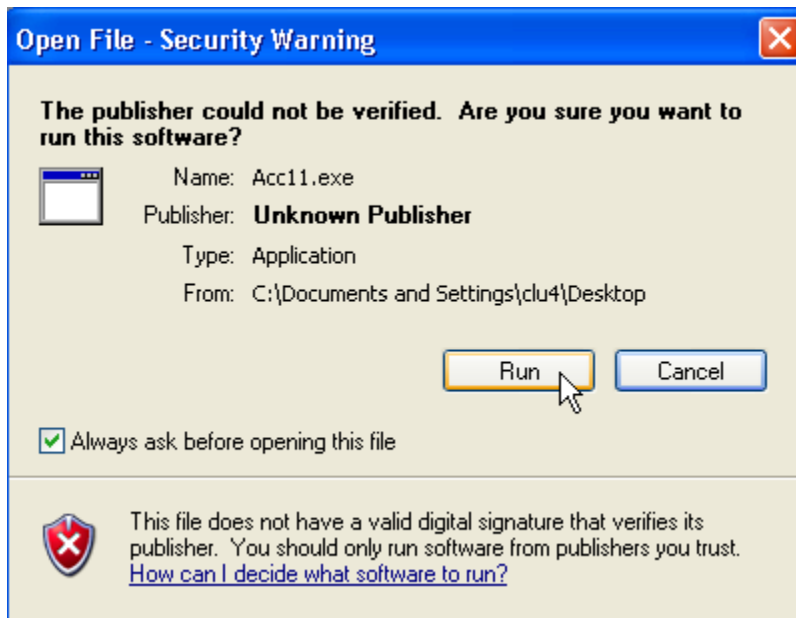 Open File - Security Warning
The publisher could not be verified.  Are you sure you want to
run this software?
Name: Acc11.exe
Publisher: Unknown Publisher
Type: Application
From: C:\Documents and Settings\clu4\Desktop
Run Cancel
Always ask before opening this file
This file does not have a valid digital signature that verifies its
publisher.  You should only run software from publishers you trust.
How can I decide what software to run?